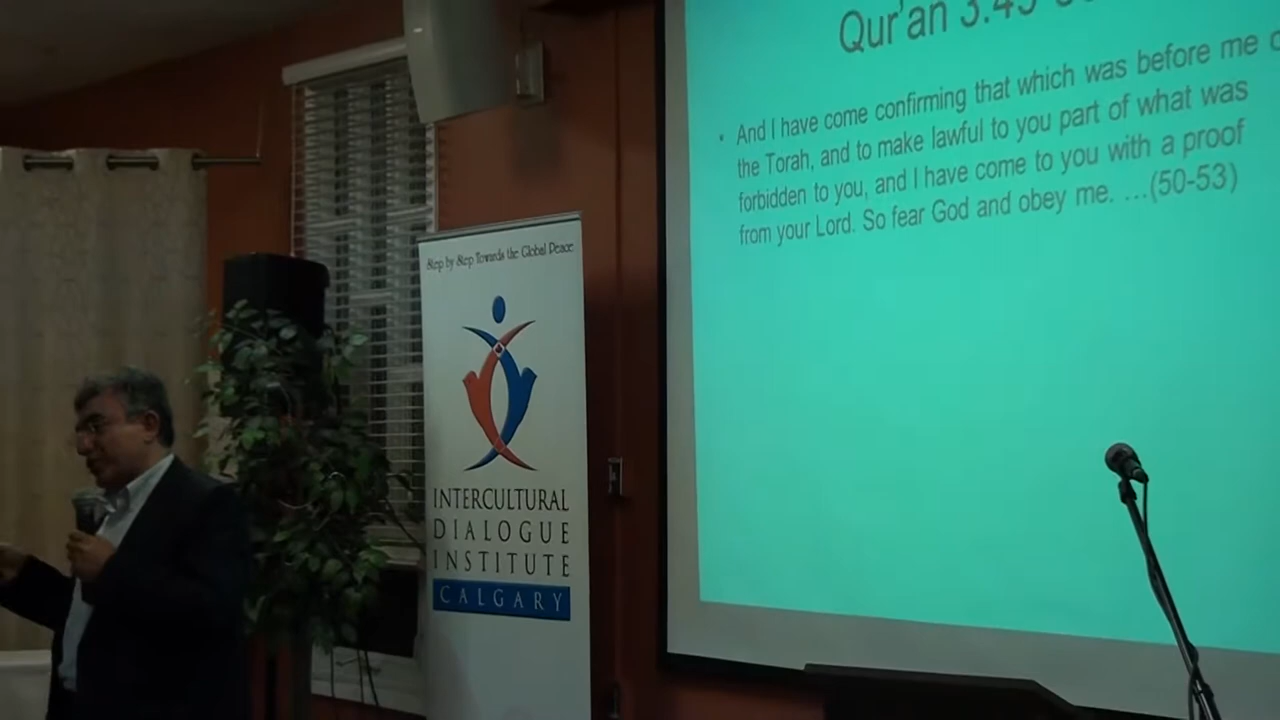 Qur'an 3.45
And I have come confirming that which was before me
the Torah, and to make lawful to you part of what was
forbidden to you, and I have come to you with a proof
from your Lord. So fear God and obey me. …(50-53)
Step by Step Towards the Global Peace
INTERCULTURAL
DIALOGUE
INSTITUTE
CALGARY